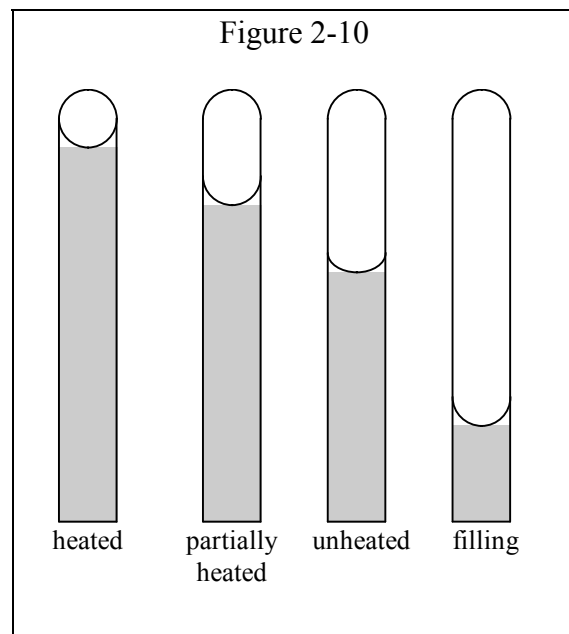 Figure 2-10
heated
partially
heated
unheated
filling